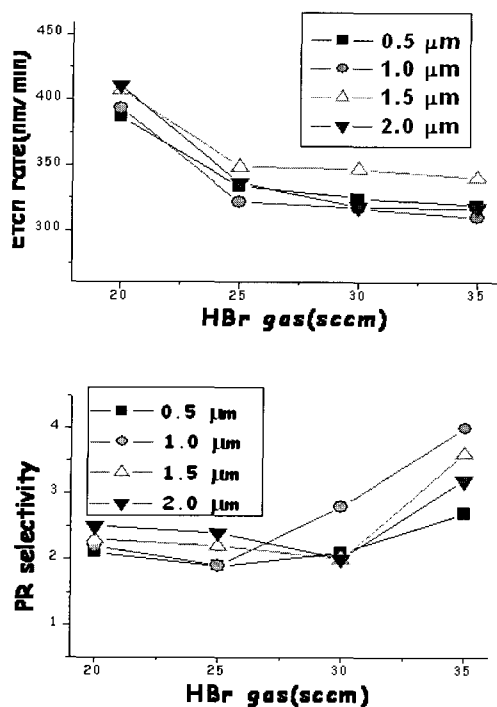 450
400
350
300
Etch rate(nm/min)
0.5 μm
1.0 μm
1.5 μm
2.0 μm
20 25 30 35
HBr gas(sccm)
4
3
2
1
PR selectivity
0.5 μm
1.0 μm
1.5 μm
2.0 μm
20 25 30 35
HBr gas(sccm)